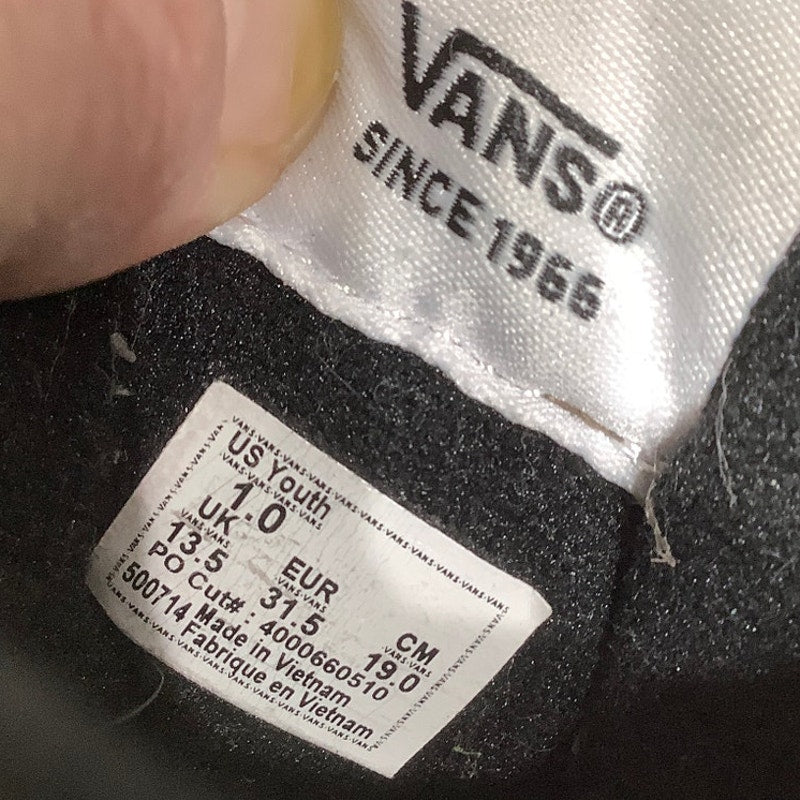 VANS®
SINCE 1966
US Youth
1.0
UK EUR CM
13.5 31.5 19.0
PO Cut# : 4000660510
500714 Made in Vietnam
Fabrique en Vietnam